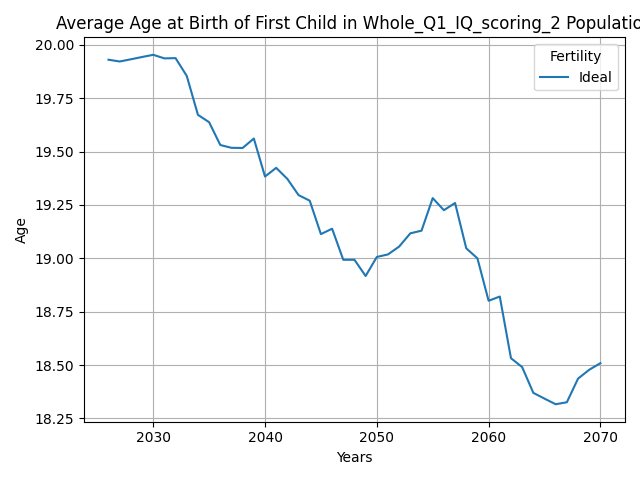 Average Age at Birth of First Child in Whole_Q1_IQ_scoring_2 Populatio
Fertility
Ideal
20.00
19.75
19.50
19.25
19.00
18.75
18.50
18.25
Age
2030 2040 2050 2060 2070
Years